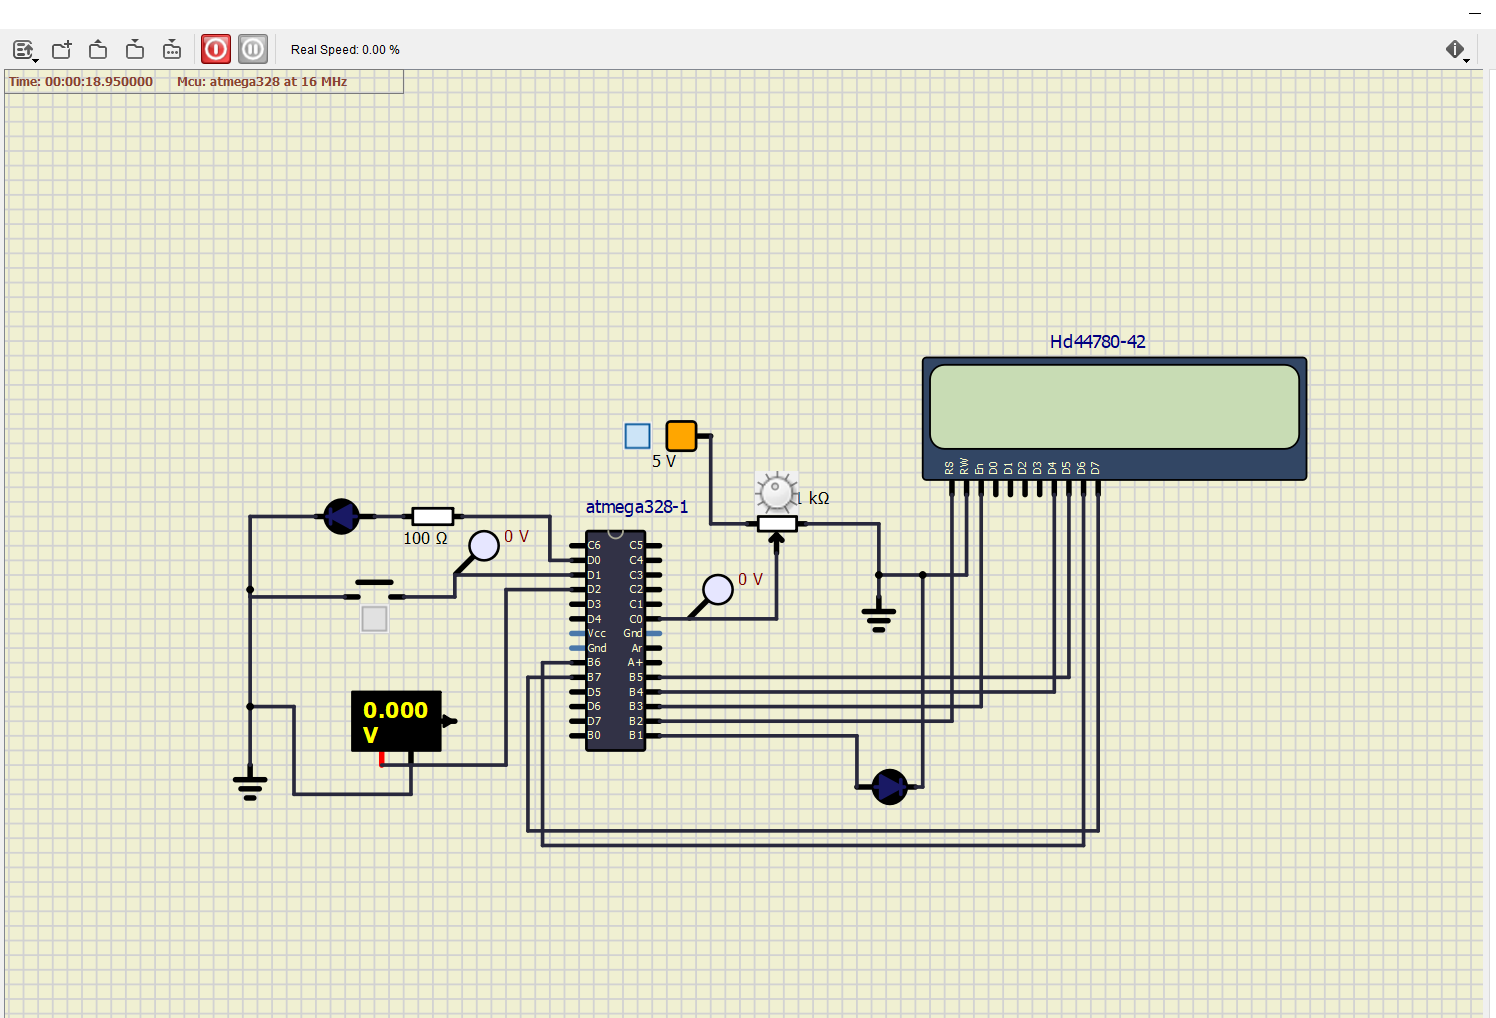 Real Speed: 0.00 %
Time: 00:00:18.950000 Mcu: atmega328 at 16 MHz
Hd44780-42
RS RW En D0 D1 D2 D3 D4 D5 D6 D7
5 V
1 kΩ
atmega328-1
100 Ω
0 V
0 V
C6 C5
D0 C4
D1 C3
D2 C2
D3 C1
D4 C0
Vcc Gnd
Gnd Ar
B6 A+
B7 B5
D5 B4
D6 B3
D7 B2
B0 B1
0.000
V